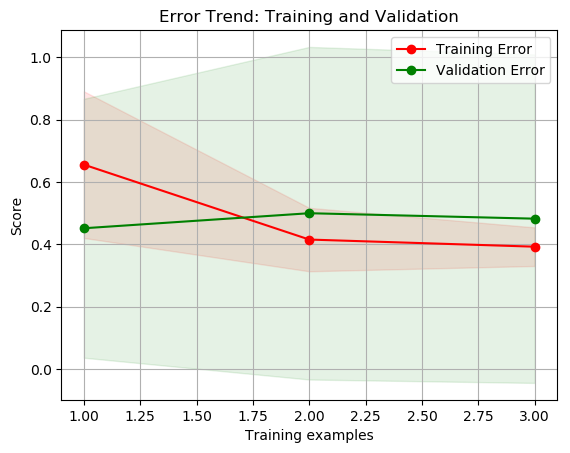 Error Trend: Training and Validation
Training Error
Validation Error
1.0
0.8
0.6
0.4
0.2
0.0
Score
1.00 1.25 1.50 1.75 2.00 2.25 2.50 2.75 3.00
Training examples